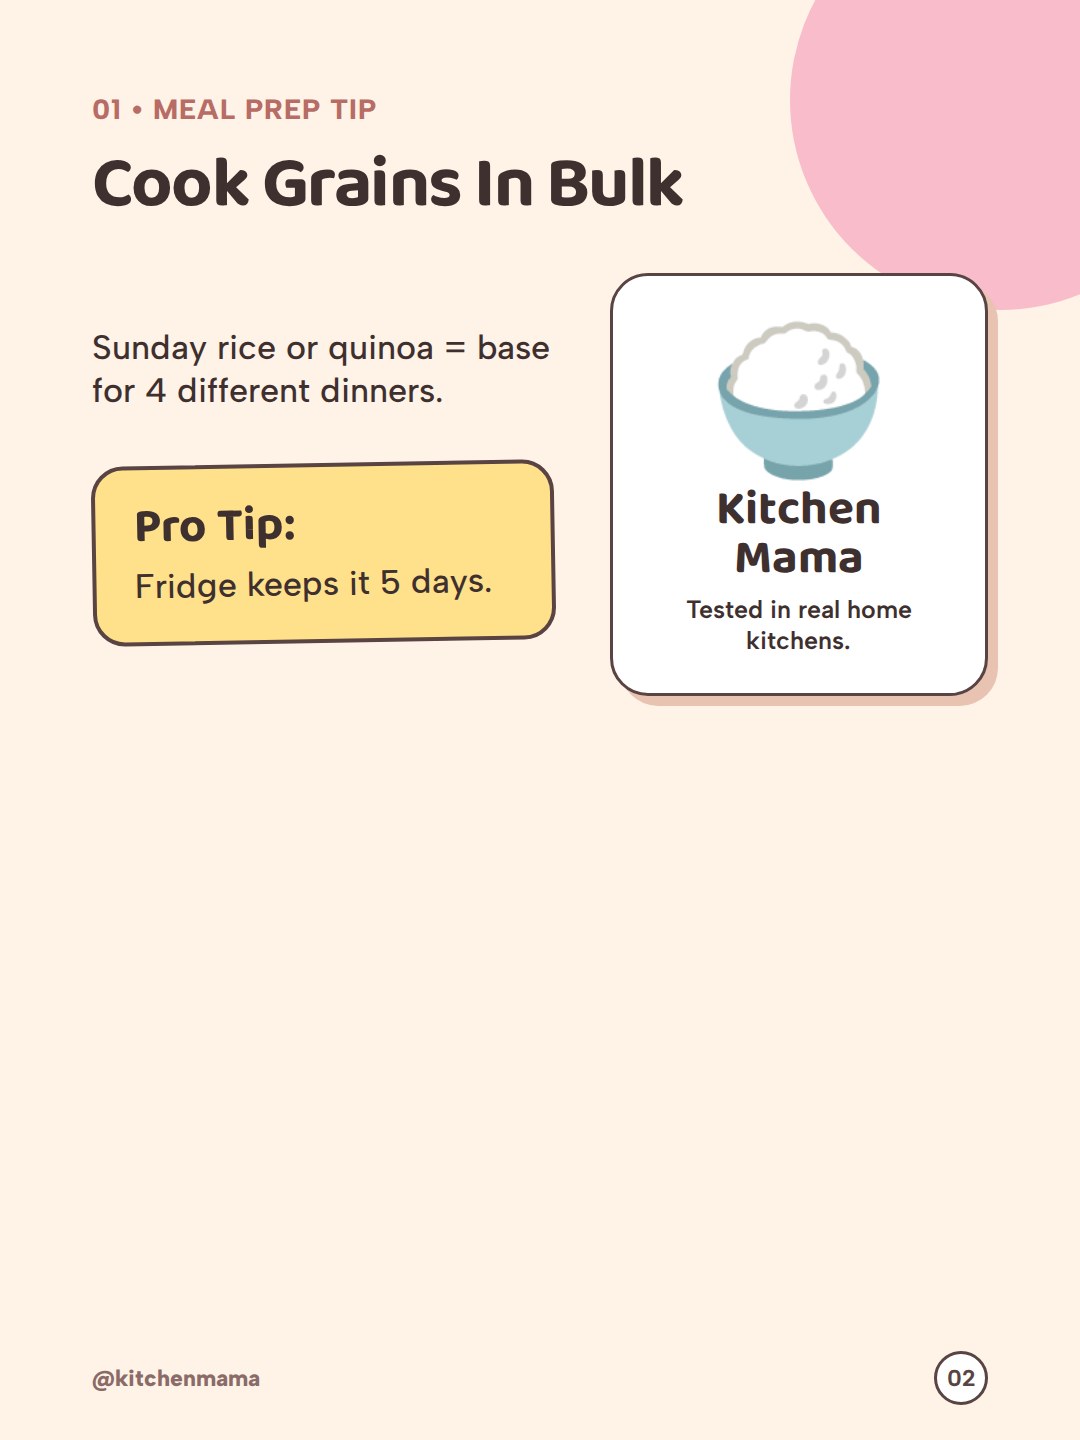 01 • MEAL PREP TIP
Cook Grains In Bulk
Sunday rice or quinoa = base
for 4 different dinners.
Pro Tip:
Fridge keeps it 5 days.
Kitchen
Mama
Tested in real home
kitchens.
@kitchenmama
02